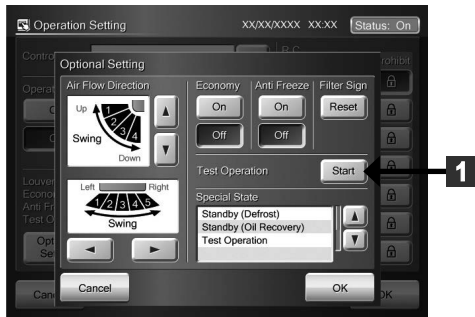 Operation Setting XX/XX/XXXX XX:XX Status: On
Control R.C. Prohibit
Optional Setting
Air Flow Direction Economy Anti Freeze Filter Sign
Up 1 2 3 4 Swing Down
On On Reset
Off Off
Test Operation Start 1
Left Right
1 2 3 4 5
Swing
Special State
Standby (Defrost)
Standby (Oil Recovery)
Test Operation
Cancel OK